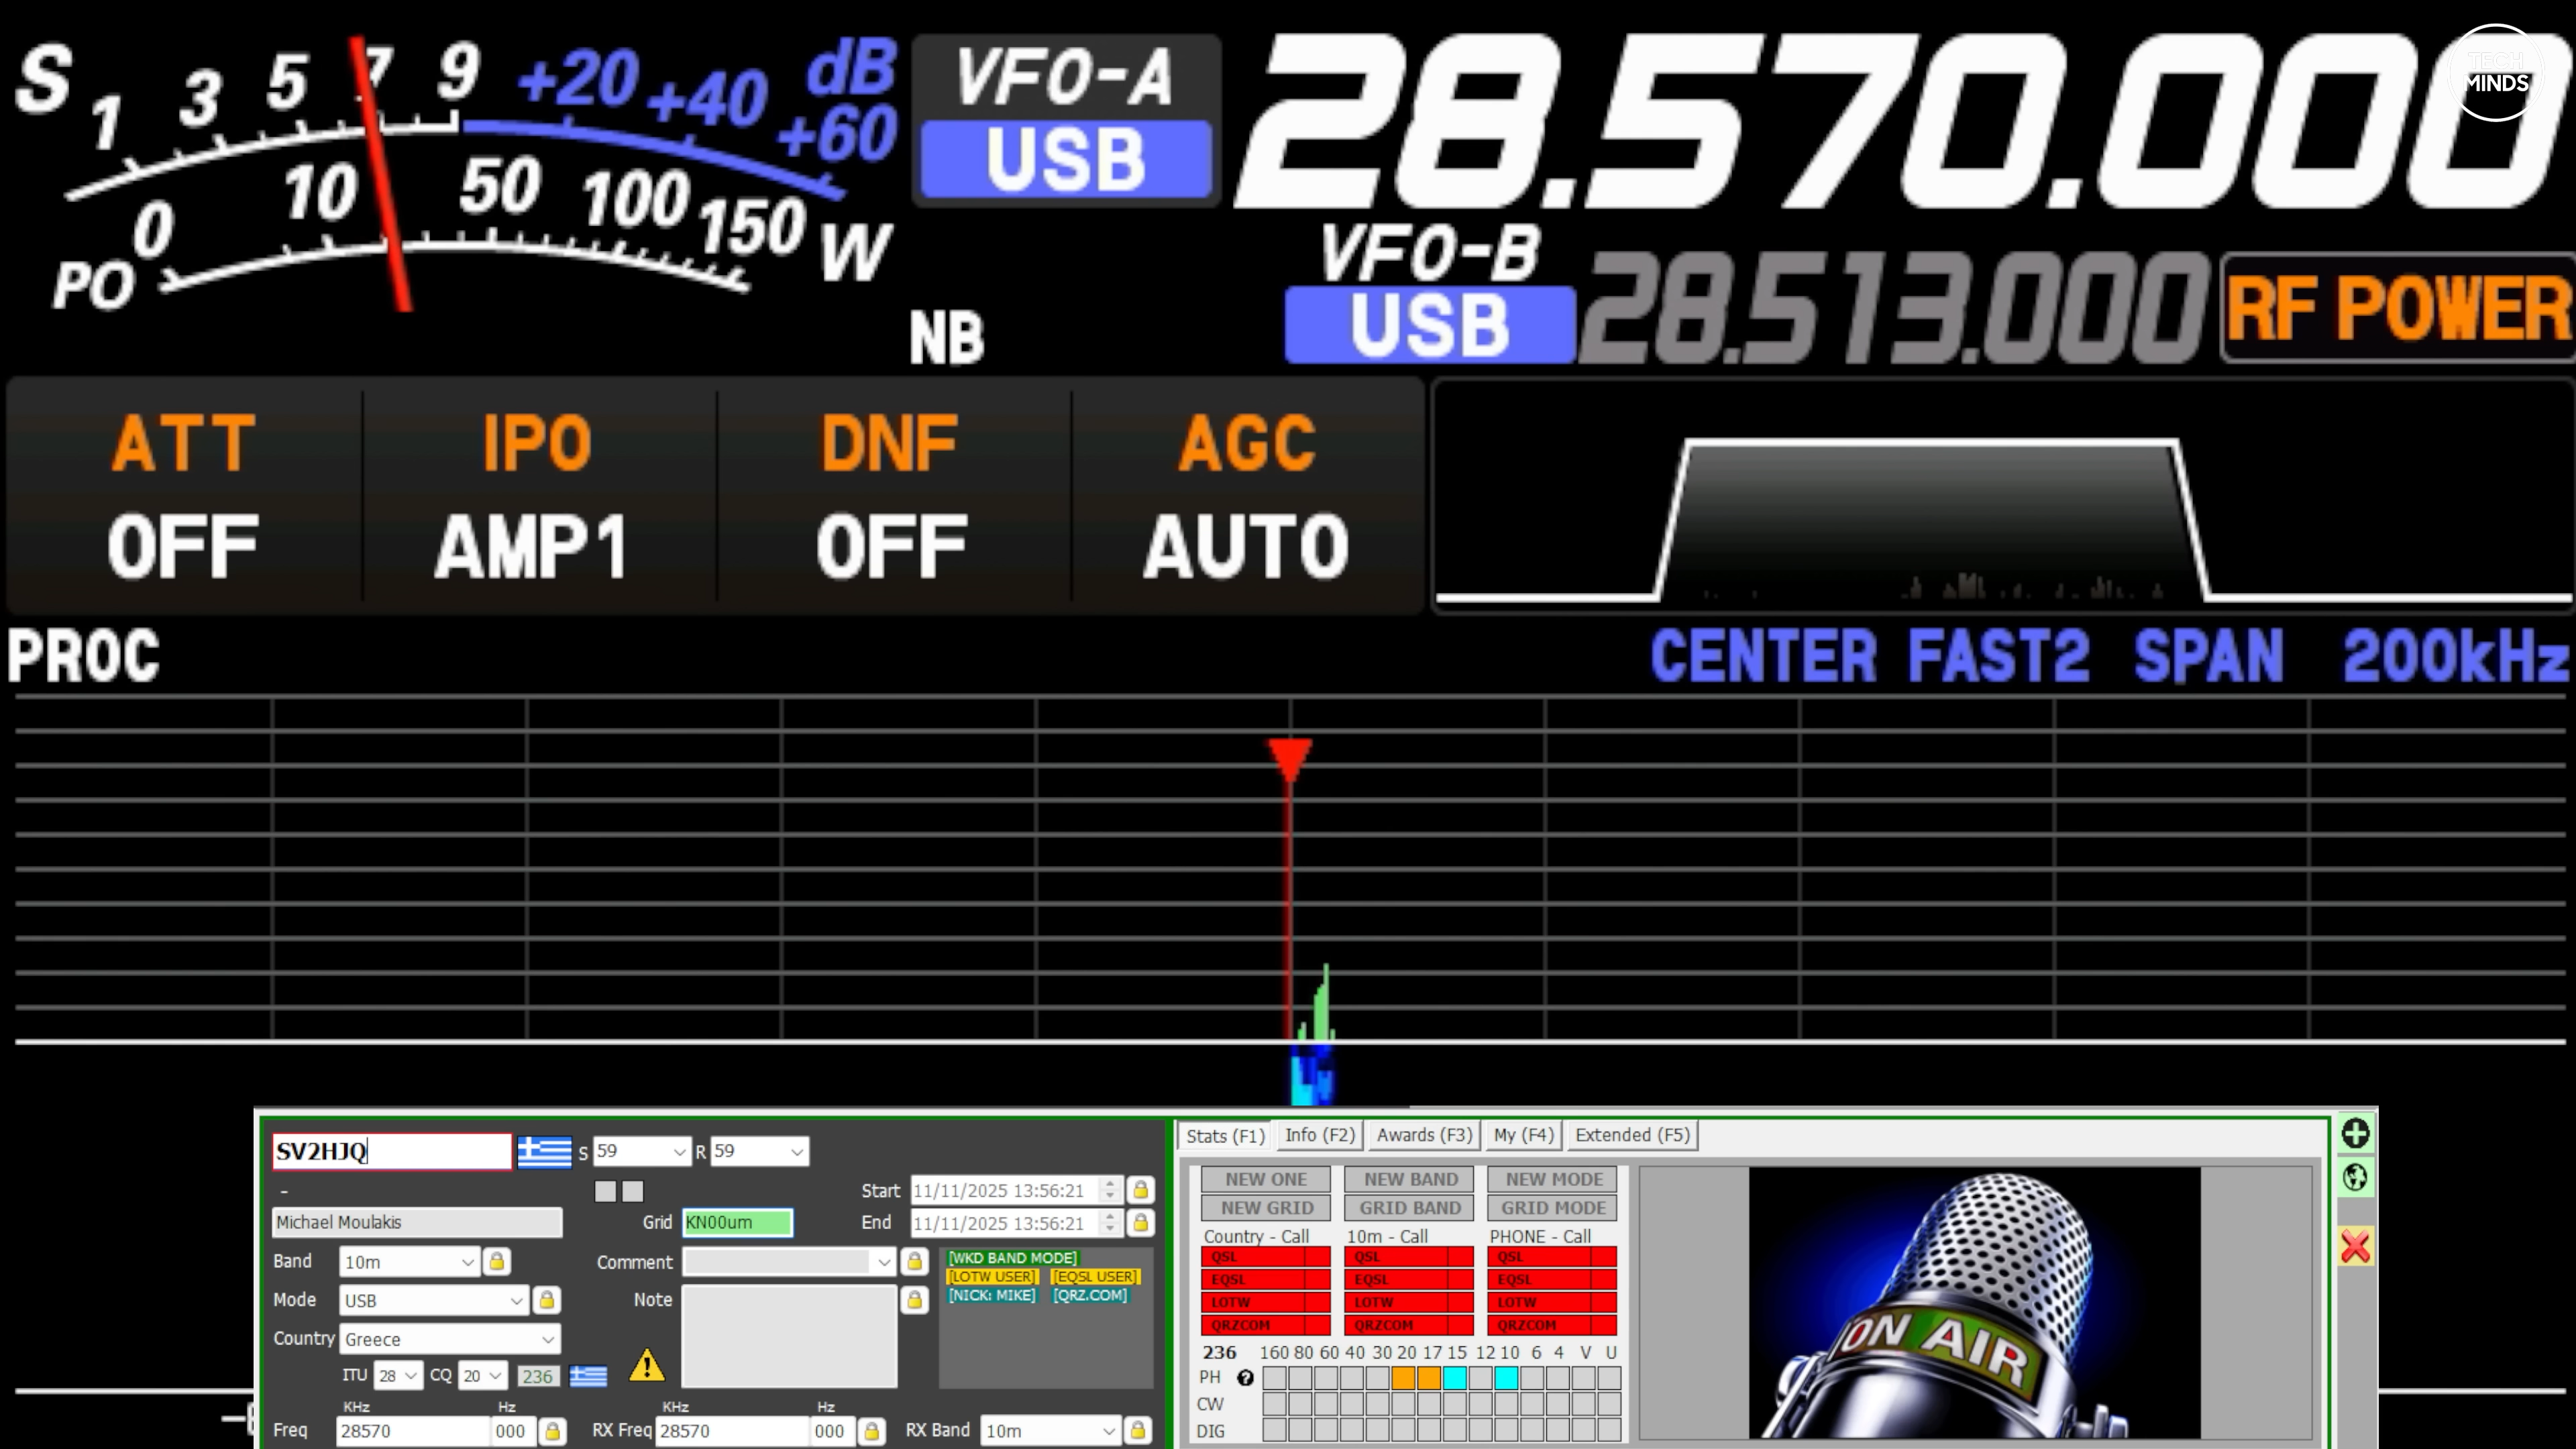 S 1 3 5 7 9 +20 +40 +60 dB
PO 0 10 50 100 150 W
VFO-A
USB
28.570.000
TECH
MINDS
VFO-B
USB
28.513.000
RF POWER
NB
ATT IPO DNF AGC
OFF AMP1 OFF AUTO
PROC
CENTER FAST2 SPAN 200kHz
SV2HJQ S 59 R 59
-
Start 11/11/2025 13:56:21
Michael Moulakis Grid KN00um End 11/11/2025 13:56:21
Band 10m Comment
[WKD BAND MODE]
[LOTW USER] [EQSL USER]
[NICK: MIKE] [QRZ.COM]
Mode USB Note
Country Greece
ITU 28 CQ 20 236
KHz Hz KHz Hz
Freq 28570 000 RX Freq 28570 000 RX Band 10m
Stats (F1) Info (F2) Awards (F3) My (F4) Extended (F5)
NEW ONE NEW BAND NEW MODE
NEW GRID GRID BAND GRID MODE
Country - Call 10m - Call PHONE - Call
QSL QSL QSL
EQSL EQSL EQSL
LOTW LOTW LOTW
QRZCOM QRZCOM QRZCOM
236 160 80 60 40 30 20 17 15 12 10 6 4 V U
PH
CW
DIG
ON AIR